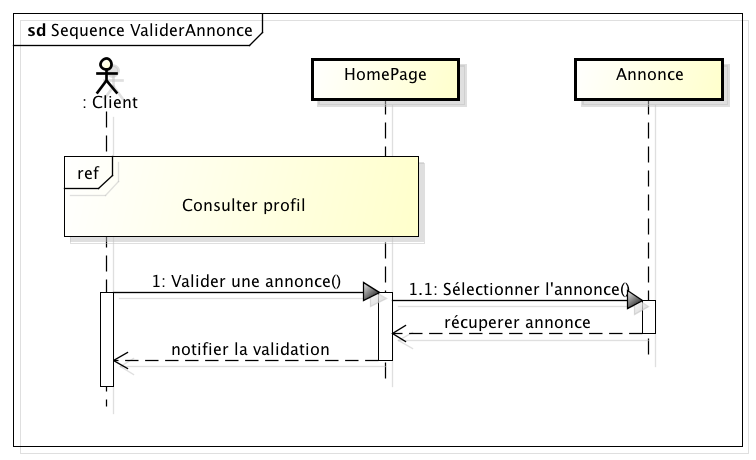 sd Sequence ValiderAnnonce
: Client
HomePage
Annonce
ref
Consulter profil
1: Valider une annonce()
1.1: Sélectionner l'annonce()
récuperer annonce
notifier la validation